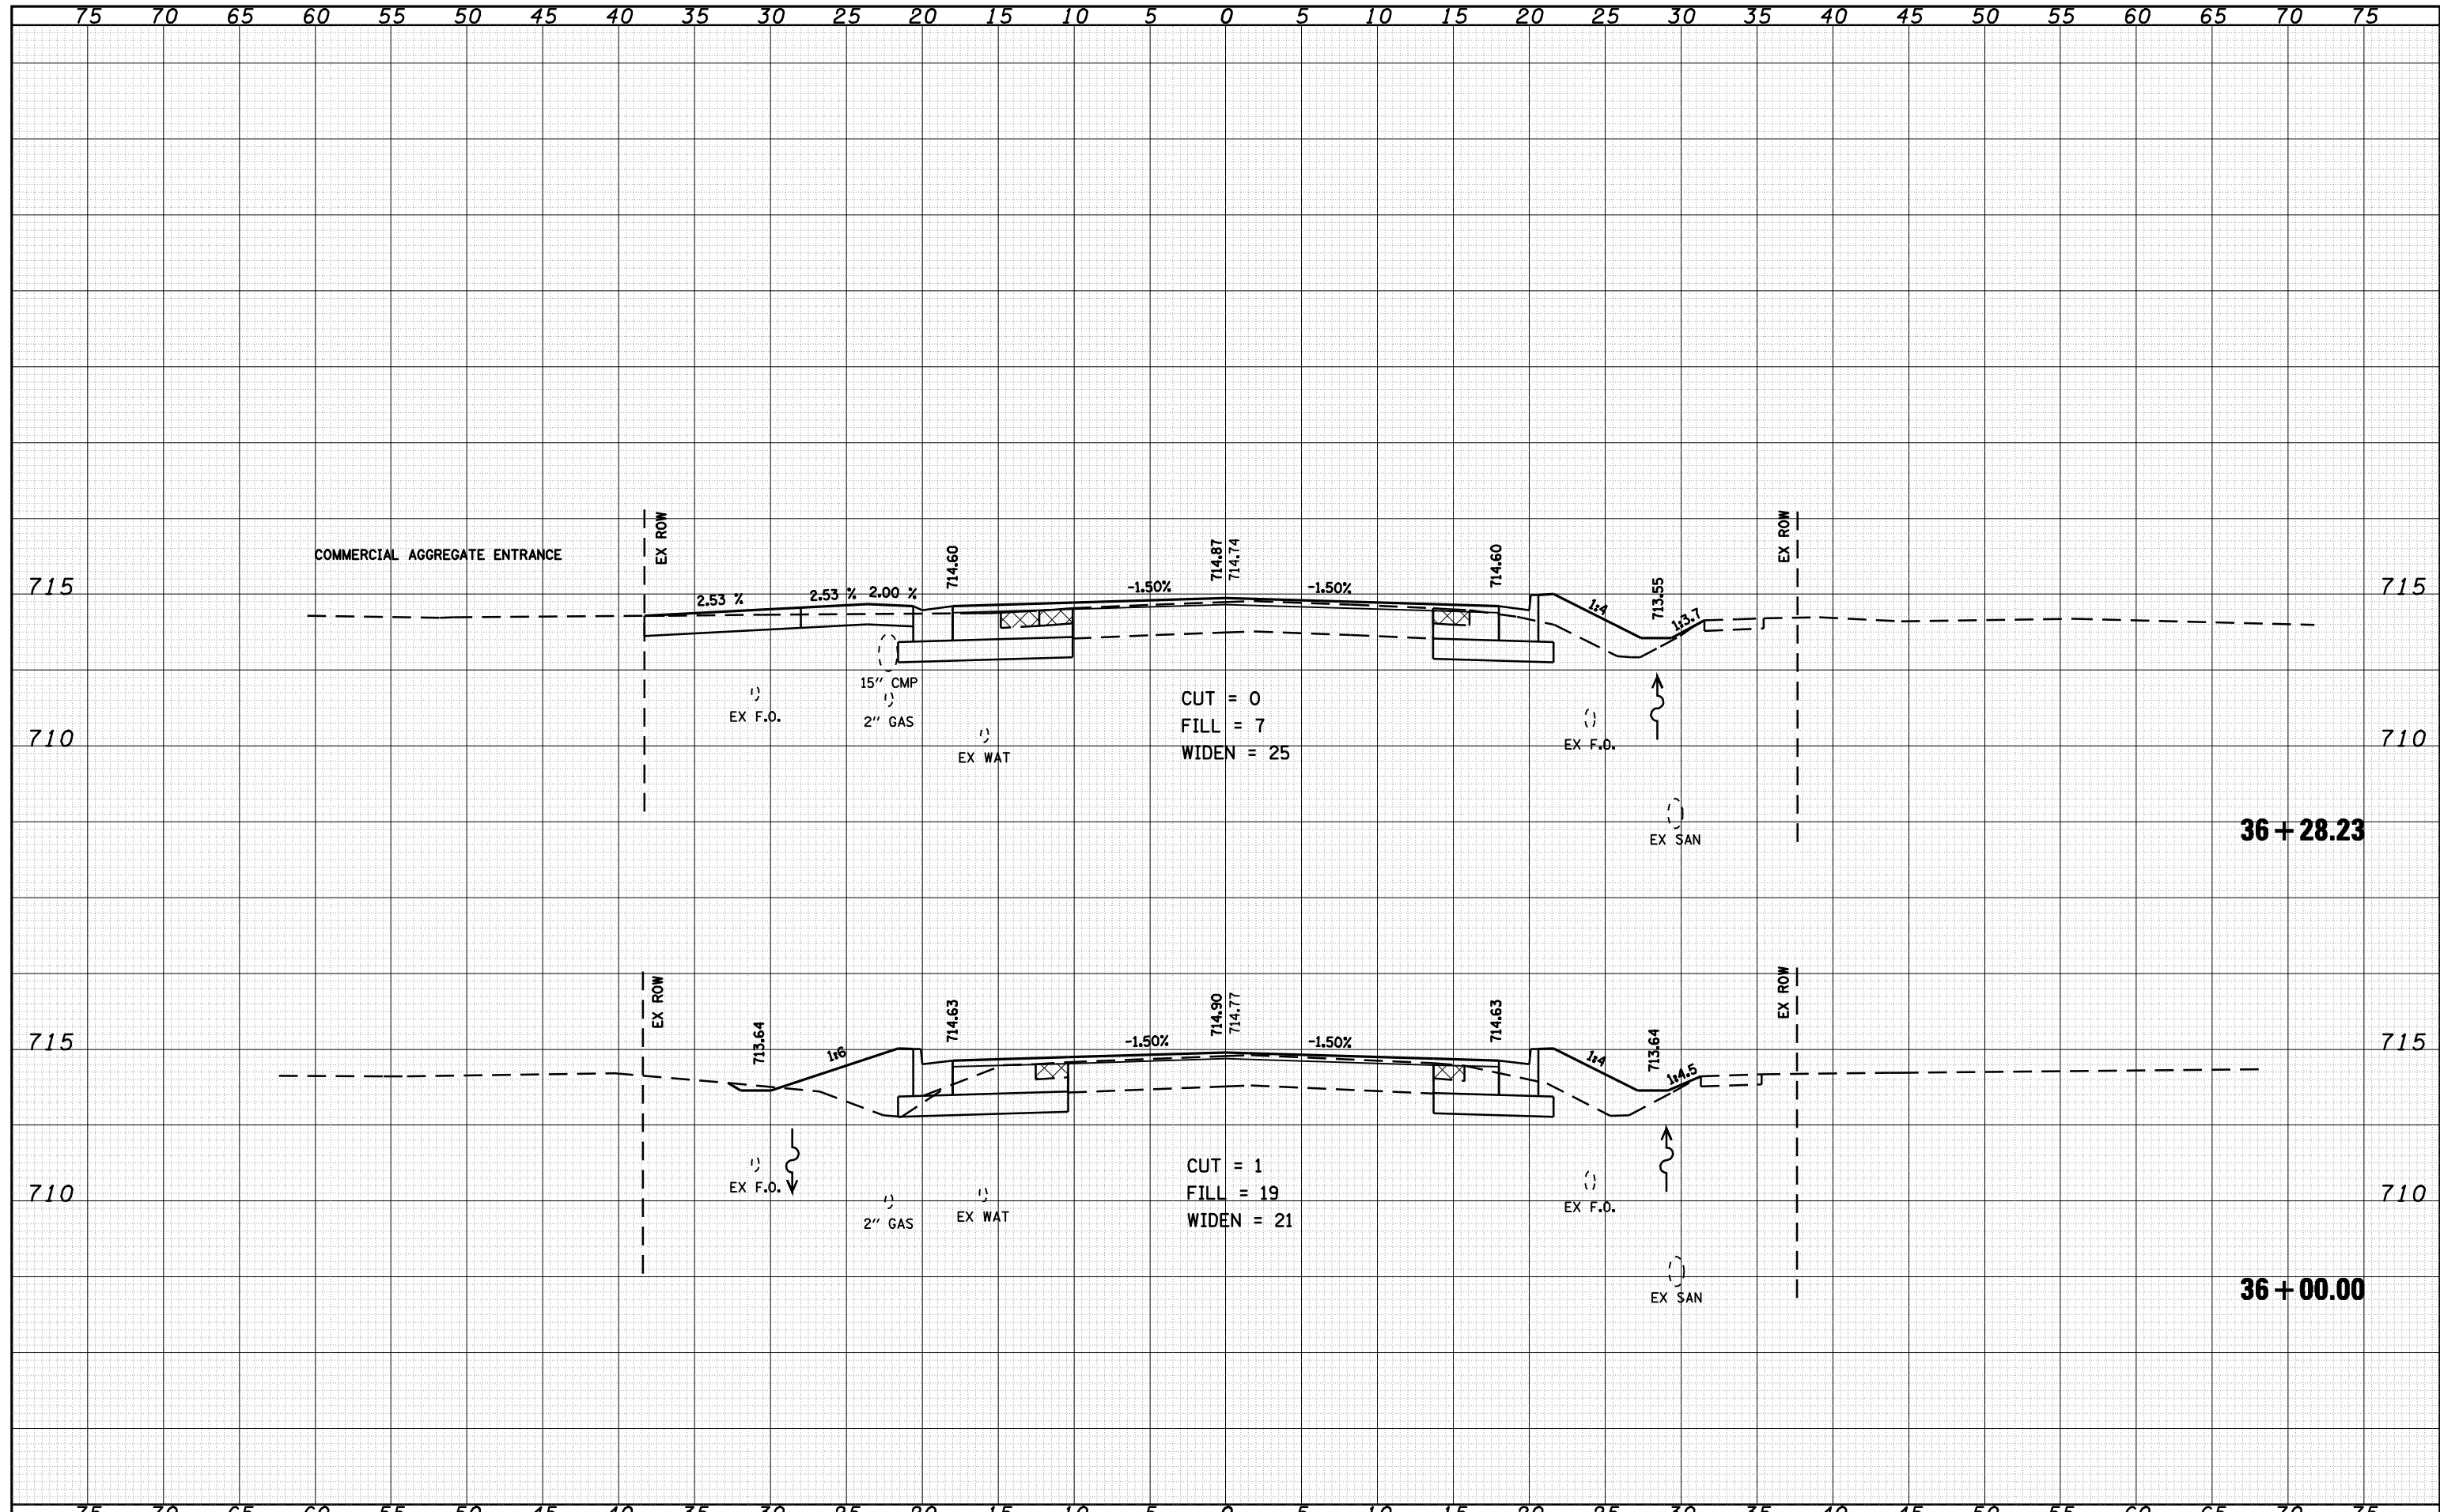 75 70 65 60 55 50 45 40 35 30 25 20 15 10 5 0 5 10 15 20 25 30 35 40 45 50 55 60 65 70 75
EX ROW
EX ROW
COMMERCIAL AGGREGATE ENTRANCE
714.60
714.87
714.74
714.60
713.55
715
2.53 %
2.53 %
2.00 %
-1.50%
-1.50%
1:4
1:3.7
715
15'' CMP
EX F.O.
2'' GAS
EX WAT
CUT = 0
FILL = 7
WIDEN = 25
EX F.O.
710
710
EX SAN
36+28.23
EX ROW
EX ROW
713.64
714.63
714.90
714.77
714.63
713.64
715
1:6
-1.50%
-1.50%
1:4
1:4.5
715
EX F.O.
2'' GAS
EX WAT
CUT = 1
FILL = 19
WIDEN = 21
EX F.O.
710
710
EX SAN
36+00.00
75 70 65 60 55 50 45 40 35 30 25 20 15 10 5 0 5 10 15 20 25 30 35 40 45 50 55 60 65 70 75